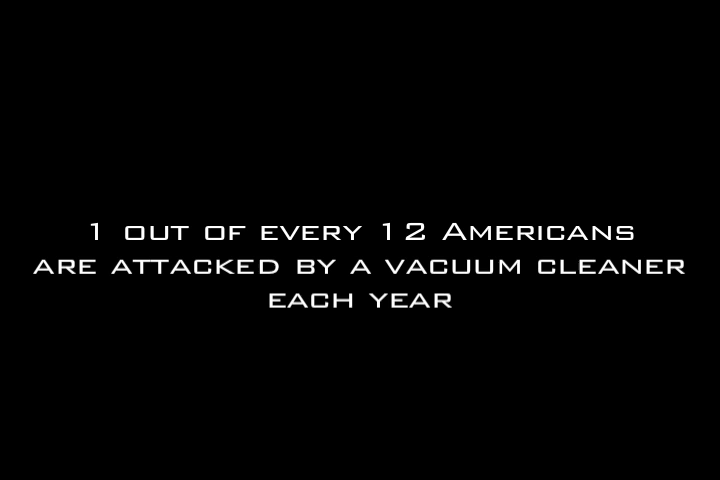 1 out of every 12 Americans
are attacked by a vacuum cleaner
each year